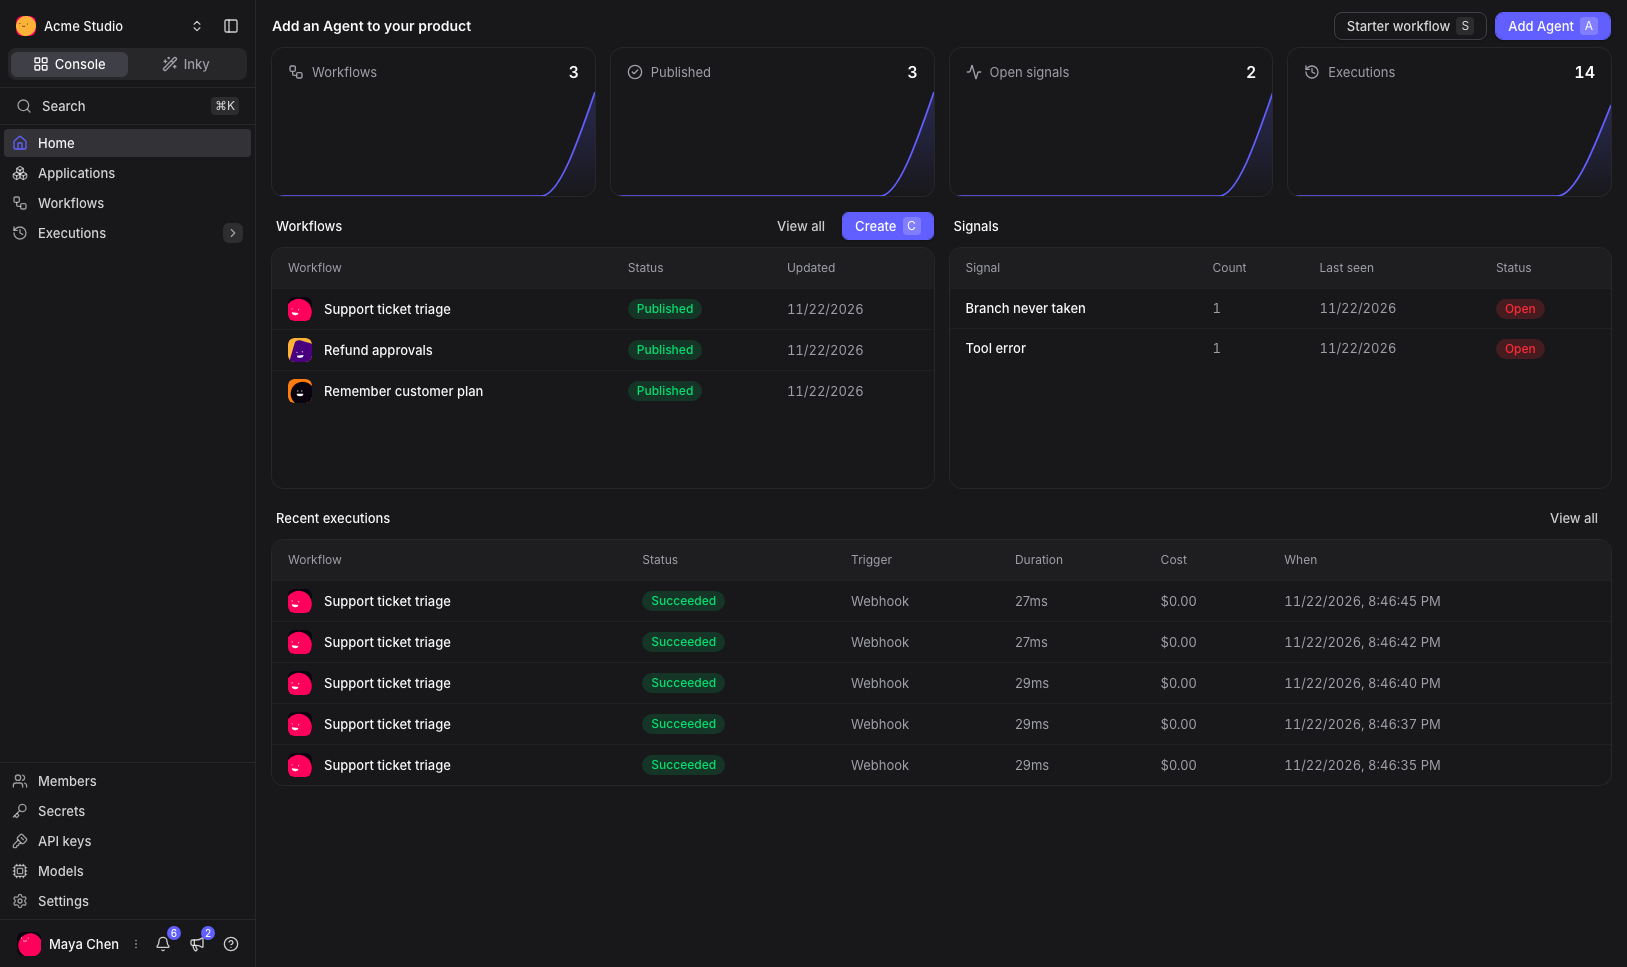 Acme Studio
Console
Inky
Search
⌘K
Home
Applications
Workflows
Executions
Members
Secrets
API keys
Models
Settings
Maya Chen
6
2
Add an Agent to your product
Starter workflow S
Add Agent A
Workflows 3
Published 3
Open signals 2
Executions 14
Workflows
View all
Create C
Workflow Status Updated
Support ticket triage Published 11/22/2026
Refund approvals Published 11/22/2026
Remember customer plan Published 11/22/2026
Signals
Signal Count Last seen Status
Branch never taken 1 11/22/2026 Open
Tool error 1 11/22/2026 Open
Recent executions
View all
Workflow Status Trigger Duration Cost When
Support ticket triage Succeeded Webhook 27ms $0.00 11/22/2026, 8:46:45 PM
Support ticket triage Succeeded Webhook 27ms $0.00 11/22/2026, 8:46:42 PM
Support ticket triage Succeeded Webhook 29ms $0.00 11/22/2026, 8:46:40 PM
Support ticket triage Succeeded Webhook 29ms $0.00 11/22/2026, 8:46:37 PM
Support ticket triage Succeeded Webhook 29ms $0.00 11/22/2026, 8:46:35 PM